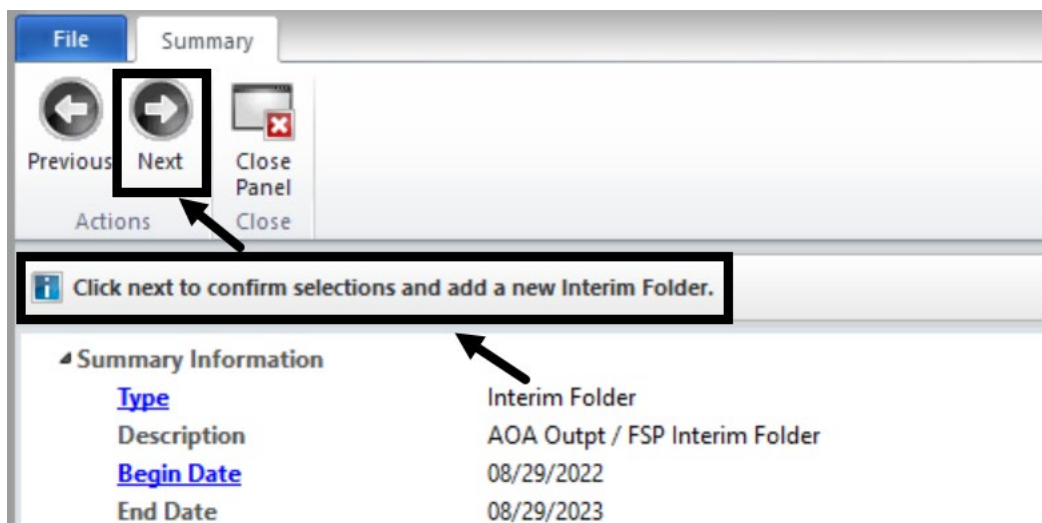 File Summary
Previous Next Close Panel
Actions Close
Click next to confirm selections and add a new Interim Folder.
Summary Information
Type Interim Folder
Description AOA Outpt / FSP Interim Folder
Begin Date 08/29/2022
End Date 08/29/2023